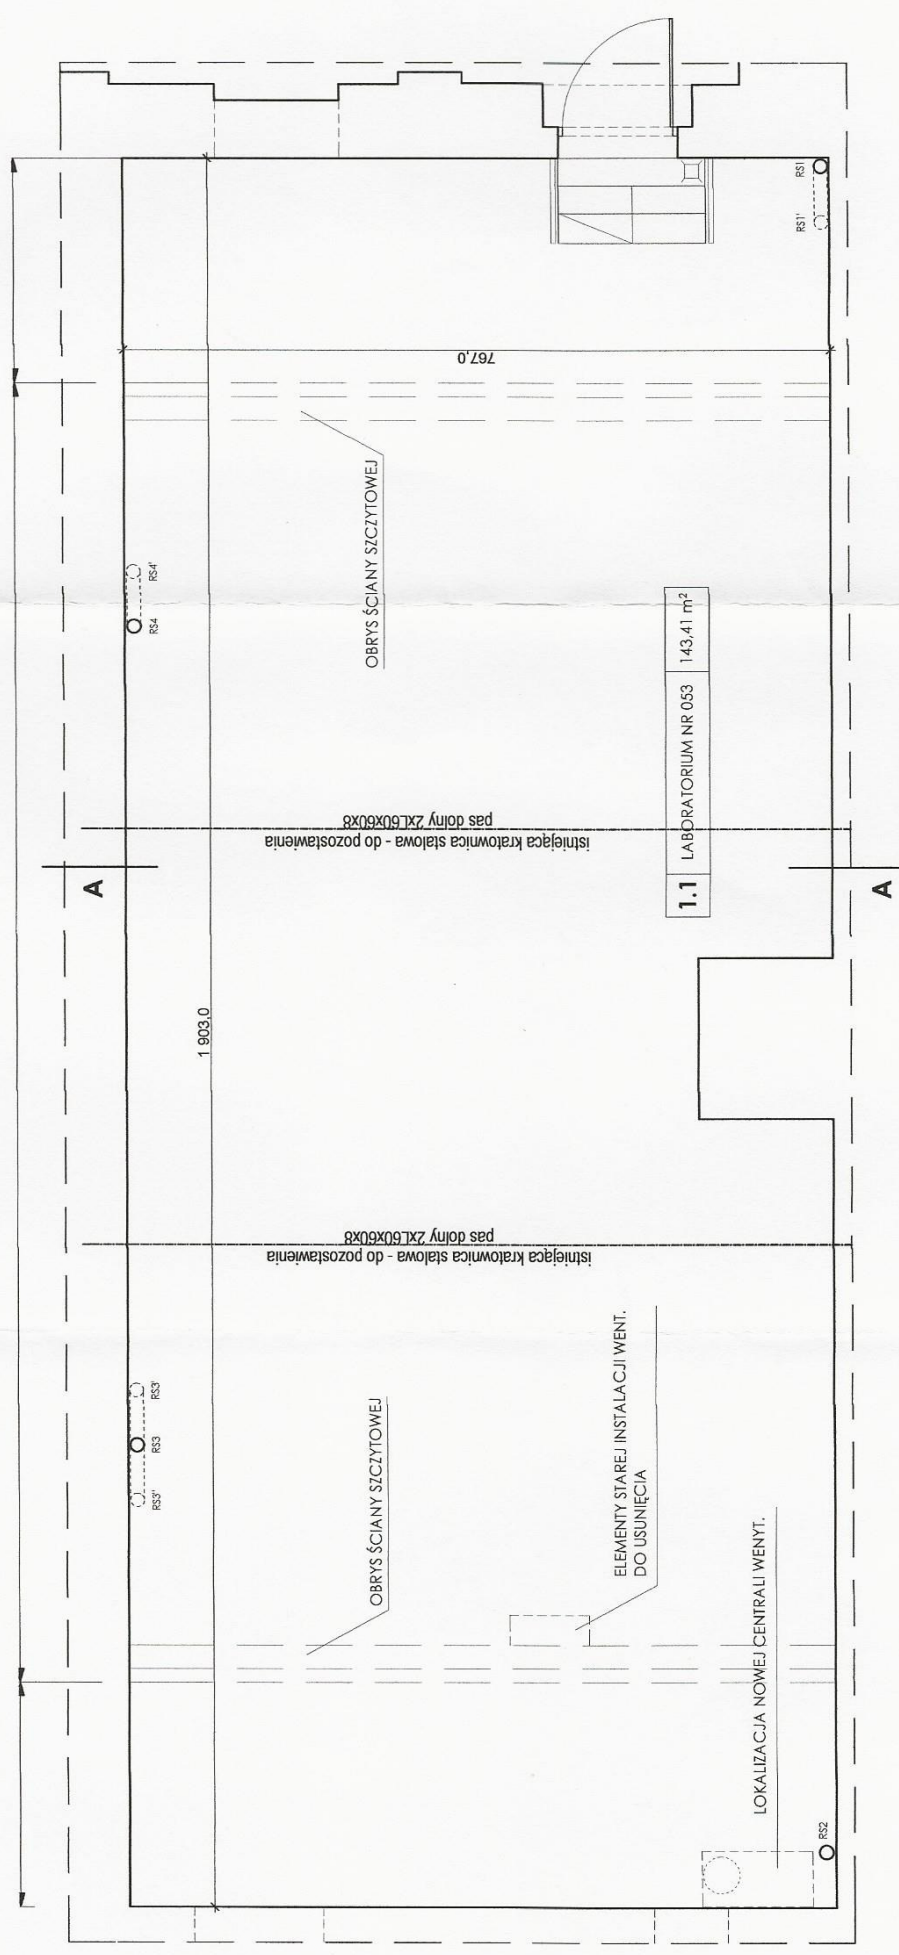 767,0
OBRYS ŚCIANY SZCZYTOWEJ
RS1
RS1'
RS4'
RS4
1.1 LABORATORIUM NR 053 143,41 m²
istniejąca kratownica stalowa - do pozostawienia
pas dolny 2xL60x60x8
A
A
1 903,0
istniejąca kratownica stalowa - do pozostawienia
pas dolny 2xL60x60x8
RS3'
RS3
RS3"
OBRYS ŚCIANY SZCZYTOWEJ
ELEMENTY STAREJ INSTALACJI WENT.
DO USUNIĘCIA
LOKALIZACJA NOWEJ CENTRALI WENYT.
RS2